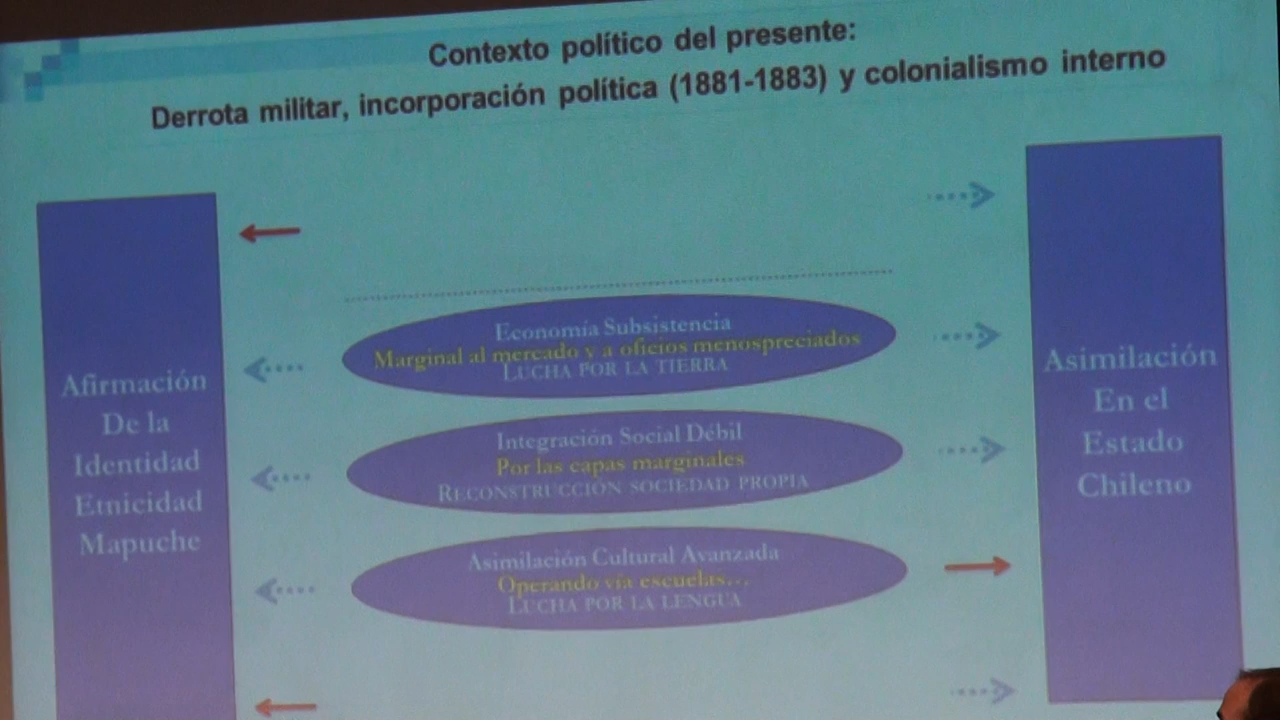 Contexto político del presente:
Derrota militar, incorporación política (1881-1883) y colonialismo interno
Afirmación
De la
Identidad
Etnicidad
Mapuche
Economía Subsistencia
Marginal al mercado y a oficios menospreciados
LUCHA POR LA TIERRA
Integración Social Débil
Por las capas marginales
RECONSTRUCCIÓN SOCIEDAD PROPIA
Asimilación Cultural Avanzada
Operando vía escuelas...
LUCHA POR LA LENGUA
Asimilación
En el
Estado
Chileno